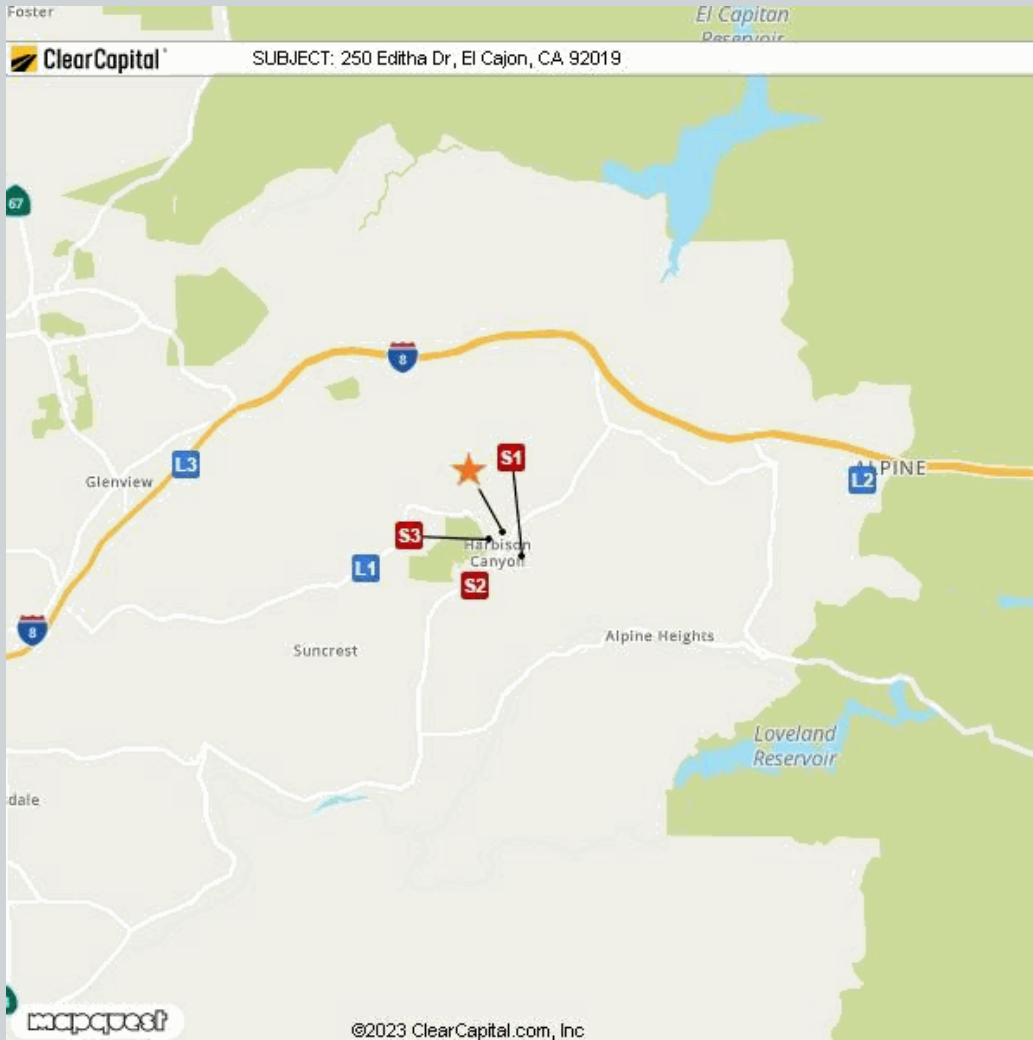 Foster
El Capitan
Reservoir
ClearCapital
SUBJECT: 250 Editha Dr, El Cajon, CA 92019
67
8
L3
Glenview
S1
ALPINE
L2
S3
Harbison
Canyon
L1
S2
8
Suncrest
Alpine Heights
Loveland
Reservoir
sdale
mapquest
©2023 ClearCapital.com, Inc